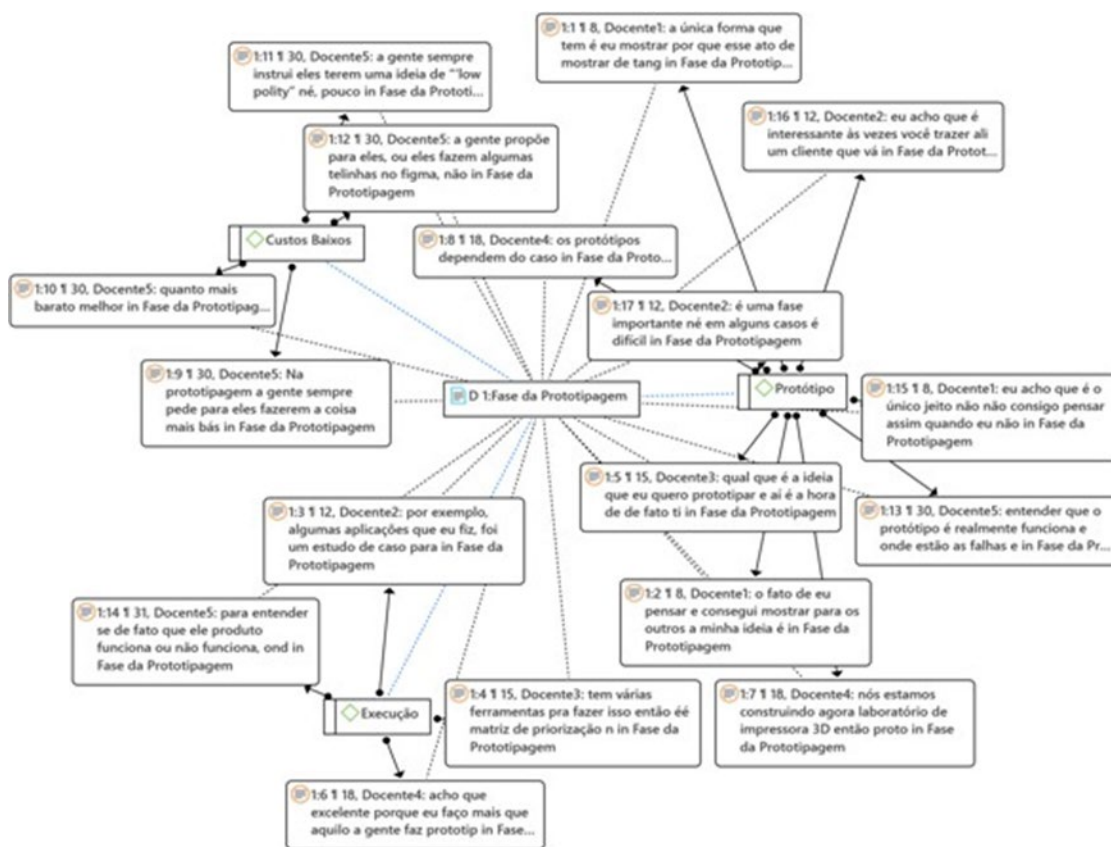 1:1 ¶ 8, Docente1: a única forma que
tem é eu mostrar por que esse ato de
mostrar de tang in Fase da Prototip...
1:11 ¶ 30, Docente5: a gente sempre
instrui eles terem uma ideia de "'low
polity" né, pouco in Fase da Prototi...
1:16 ¶ 12, Docente2: eu acho que é
interessante às vezes você trazer ali
um cliente que vá in Fase da Protot...
1:12 ¶ 30, Docente5: a gente propõe
para eles, ou eles fazem algumas
telinhas no figma, não in Fase da
Prototipagem
Custos Baixos
1:8 ¶ 18, Docente4: os protótipos
dependem do caso in Fase da Proto...
1:10 ¶ 30, Docente5: quanto mais
barato melhor in Fase da Prototipag...
1:17 ¶ 12, Docente2: é uma fase
importante né em alguns casos é
difícil in Fase da Prototipagem
1:9 ¶ 30, Docente5: Na
prototipagem a gente sempre
pede para eles fazerem a coisa
mais bás in Fase da Prototipagem
D 1:Fase da Prototipagem
Protótipo
1:15 ¶ 8, Docente1: eu acho que é o
único jeito não não consigo pensar
assim quando eu não in Fase da
Prototipagem
1:5 ¶ 15, Docente3: qual que é a ideia
que eu quero prototipar e aí é a hora
de de fato ti in Fase da Prototipagem
1:13 ¶ 30, Docente5: entender que o
protótipo é realmente funciona e
onde estão as falhas e in Fase da Pr...
1:3 ¶ 12, Docente2: por exemplo,
algumas aplicações que eu fiz, foi
um estudo de caso para in Fase da
Prototipagem
1:2 ¶ 8, Docente1: o fato de eu
pensar e consegui mostrar para os
outros a minha ideia é in Fase da
Prototipagem
1:14 ¶ 31, Docente5: para entender
se de fato que ele produto
funciona ou não funciona, ond in
Fase da Prototipagem
1:4 ¶ 15, Docente3: tem várias
ferramentas pra fazer isso então éé
matriz de priorização n in Fase da
Prototipagem
1:7 ¶ 18, Docente4: nós estamos
construindo agora laboratório de
impressora 3D então proto in Fase
da Prototipagem
Execução
1:6 ¶ 18, Docente4: acho que
excelente porque eu faço mais que
aquilo a gente faz prototip in Fase...